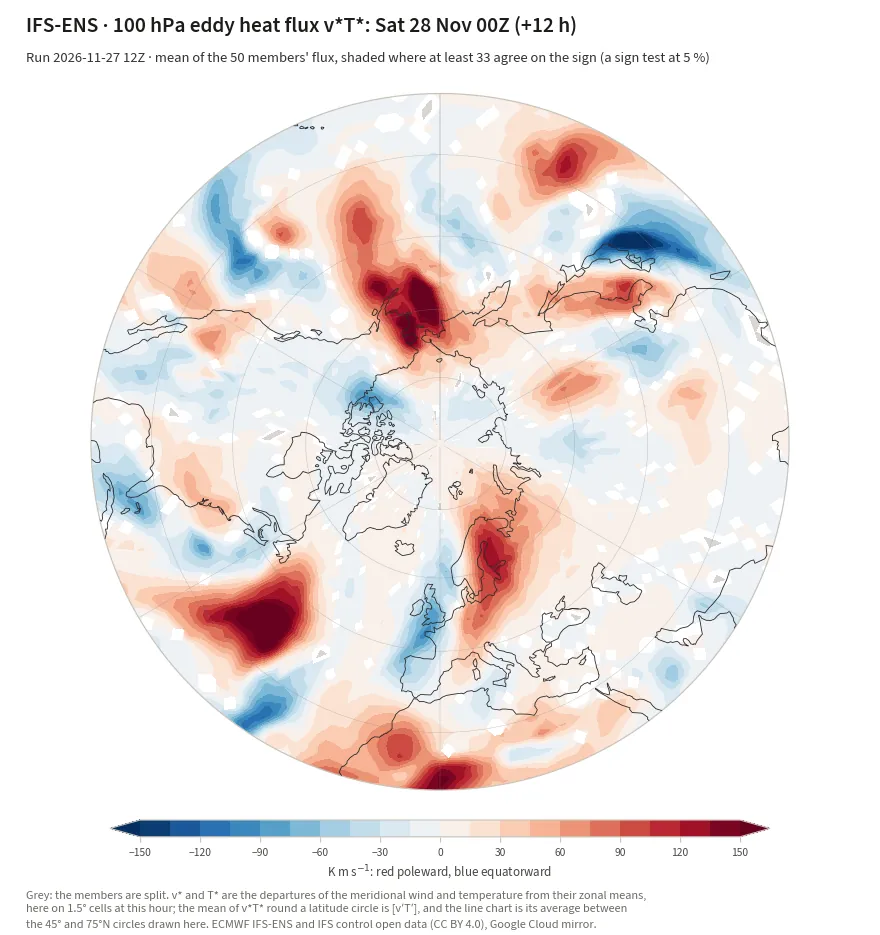 IFS-ENS · 100 hPa eddy heat flux v*T*: Sat 28 Nov 00Z (+12 h)
Run 2026-11-27 12Z · mean of the 50 members' flux, shaded where at least 33 agree on the sign (a sign test at 5 %)
−150 −120 −90 −60 −30 0 30 60 90 120 150
K m s⁻¹: red poleward, blue equatorward
Grey: the members are split. v* and T* are the departures of the meridional wind and temperature from their zonal means,
here on 1.5° cells at this hour; the mean of v*T* round a latitude circle is [v′T′], and the line chart is its average between
the 45° and 75°N circles drawn here. ECMWF IFS-ENS and IFS control open data (CC BY 4.0), Google Cloud mirror.